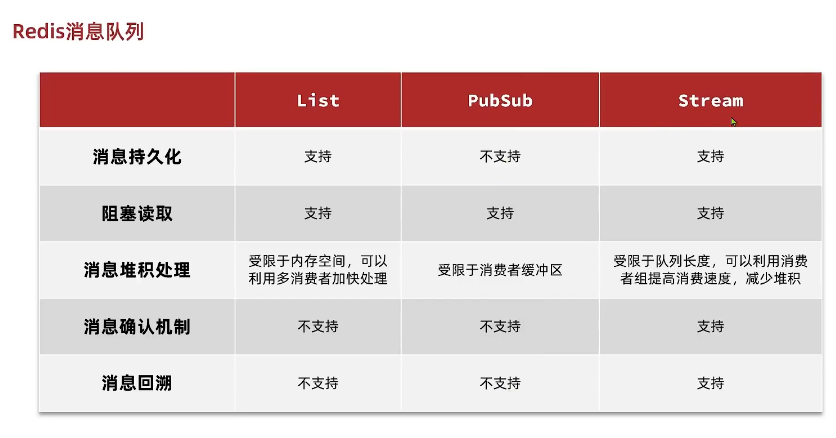 Redis消息队列
List PubSub Stream
消息持久化 支持 不支持 支持
阻塞读取 支持 支持 支持
消息堆积处理
受限于内存空间，可以
利用多消费者加快处理
受限于消费者缓冲区
受限于队列长度，可以利用消费
者组提高消费速度，减少堆积
消息确认机制 不支持 不支持 支持
消息回溯 不支持 不支持 支持